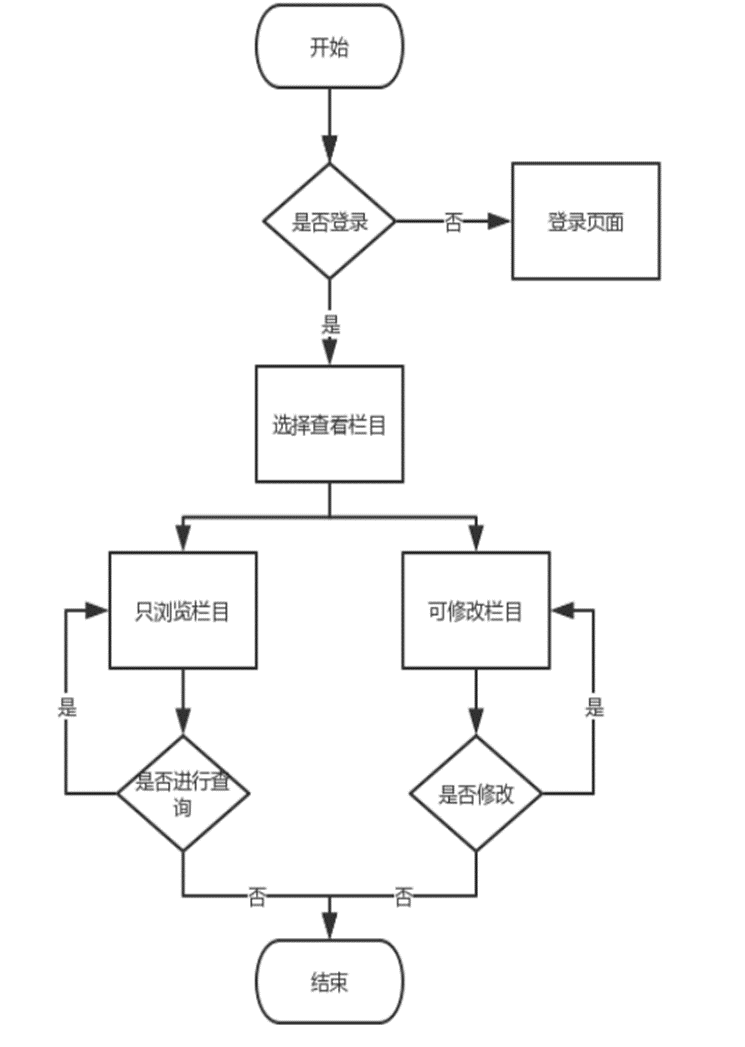 开始
是否登录
否
登录页面
是
选择查看栏目
只浏览栏目
可修改栏目
是
是
是否进行查
询
是否修改
否
否
结束